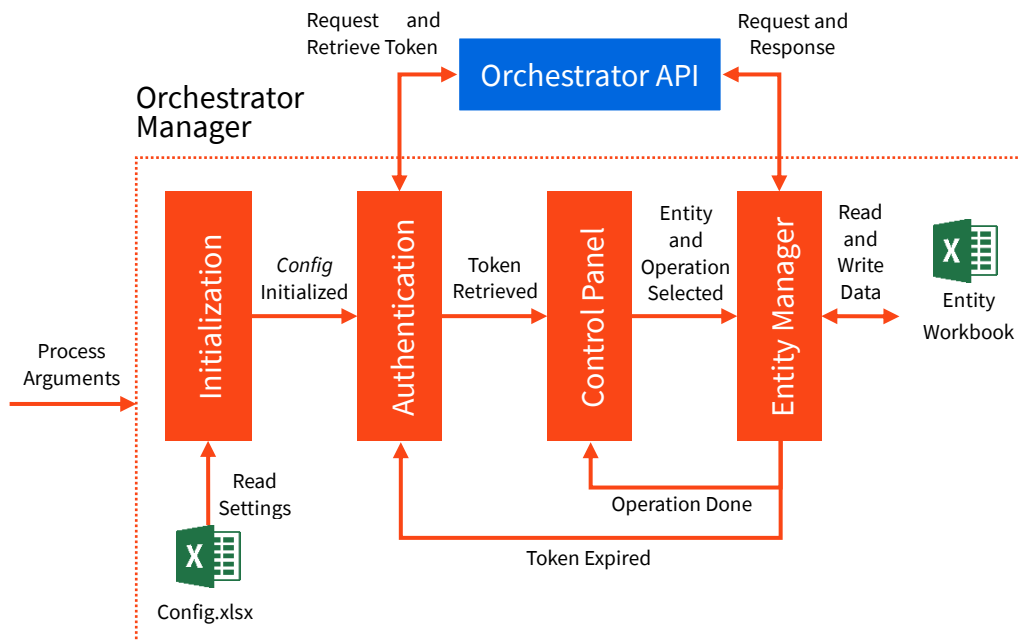 Request and
Retrieve Token
Request and
Response
Orchestrator API
Orchestrator
Manager
Initialization
Config
Initialized
Authentication
Token
Retrieved
Control Panel
Entity
and
Operation
Selected
Entity Manager
Read
and
Write
Data
X
Entity
Workbook
Process
Arguments
Read
Settings
Operation Done
Token Expired
X
Config.xlsx